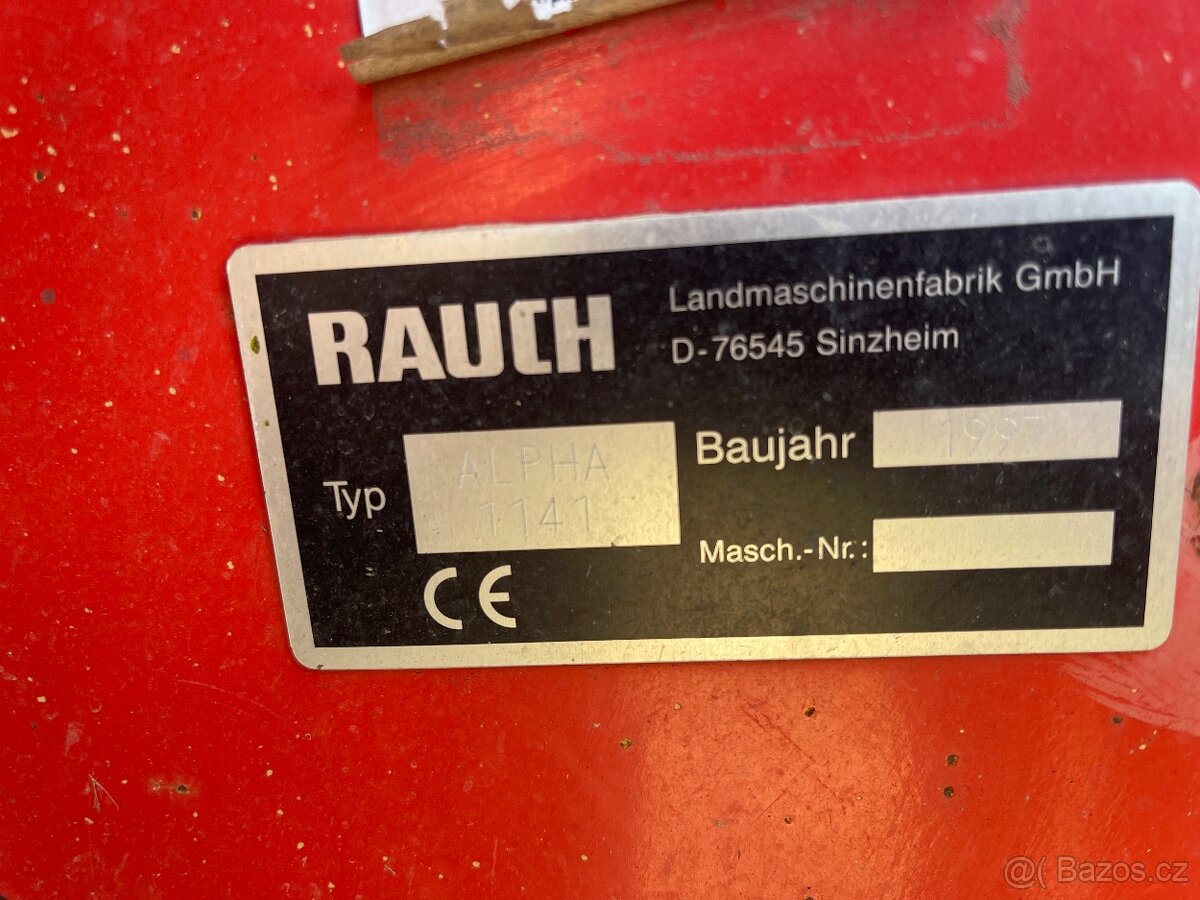 RAUCH
Landmaschinenfabrik GmbH
D-76545 Sinzheim
Typ
ALPHA
1141
Baujahr
Masch.-Nr.:
CE
@( Bazos.cz